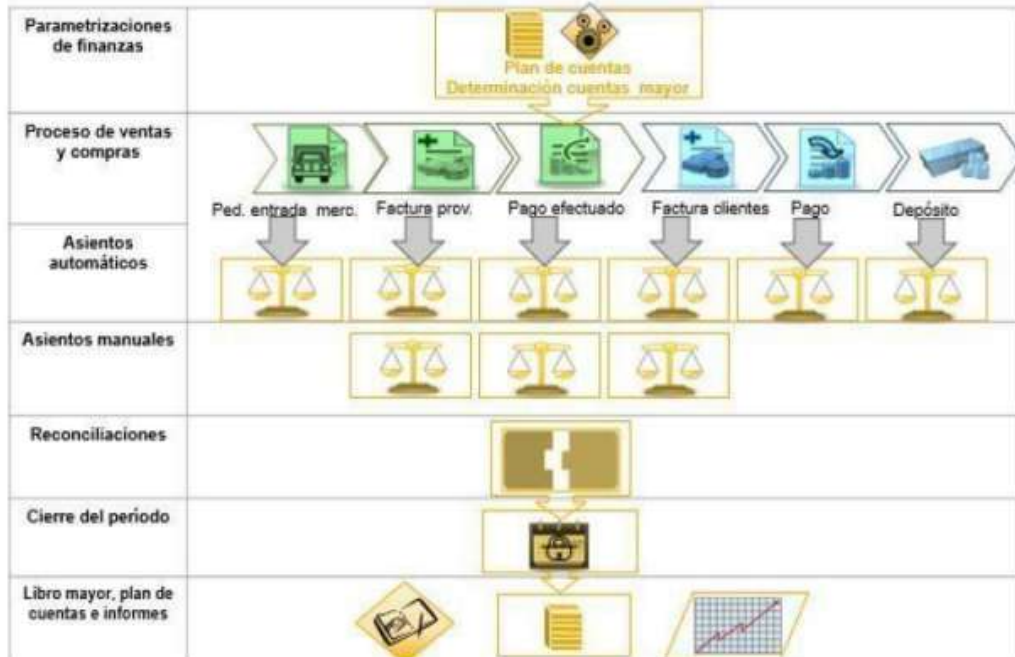 Parametrizaciones
de finanzas
Plan de cuentas
Determinación cuentas mayor
Proceso de ventas
y compras
Ped. entrada merc.
Factura prov.
Pago efectuado
Factura clientes
Pago
Depósito
Asientos
automáticos
Asientos manuales
Reconciliaciones
Cierre del período
Libro mayor, plan de
cuentas e informes